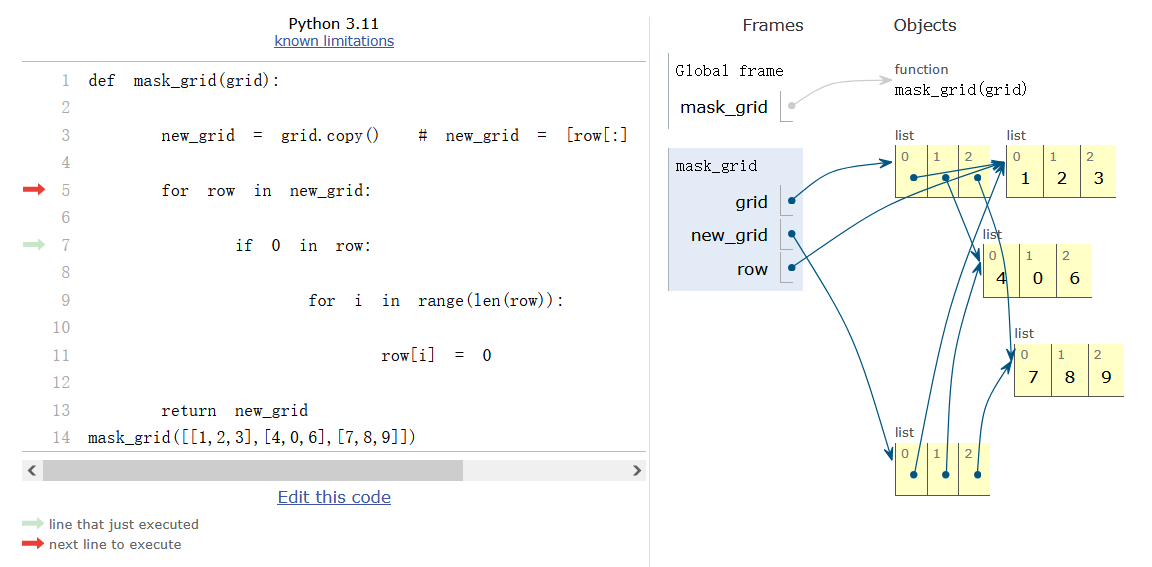 Python 3.11
known limitations
1 def mask_grid(grid):
2
3 new_grid = grid.copy() # new_grid = [row[:]
4
5 for row in new_grid:
6
7 if 0 in row:
8
9 for i in range(len(row)):
10
11 row[i] = 0
12
13 return new_grid
14 mask_grid([[1,2,3],[4,0,6],[7,8,9]])
Edit this code
line that just executed
next line to execute
Frames Objects
Global frame
mask_grid
function
mask_grid(grid)
mask_grid
grid
new_grid
row
list
0 1 2
list
0 1 2
1 2 3
list
0 1 2
4 0 6
list
0 1 2
7 8 9
list
0 1 2